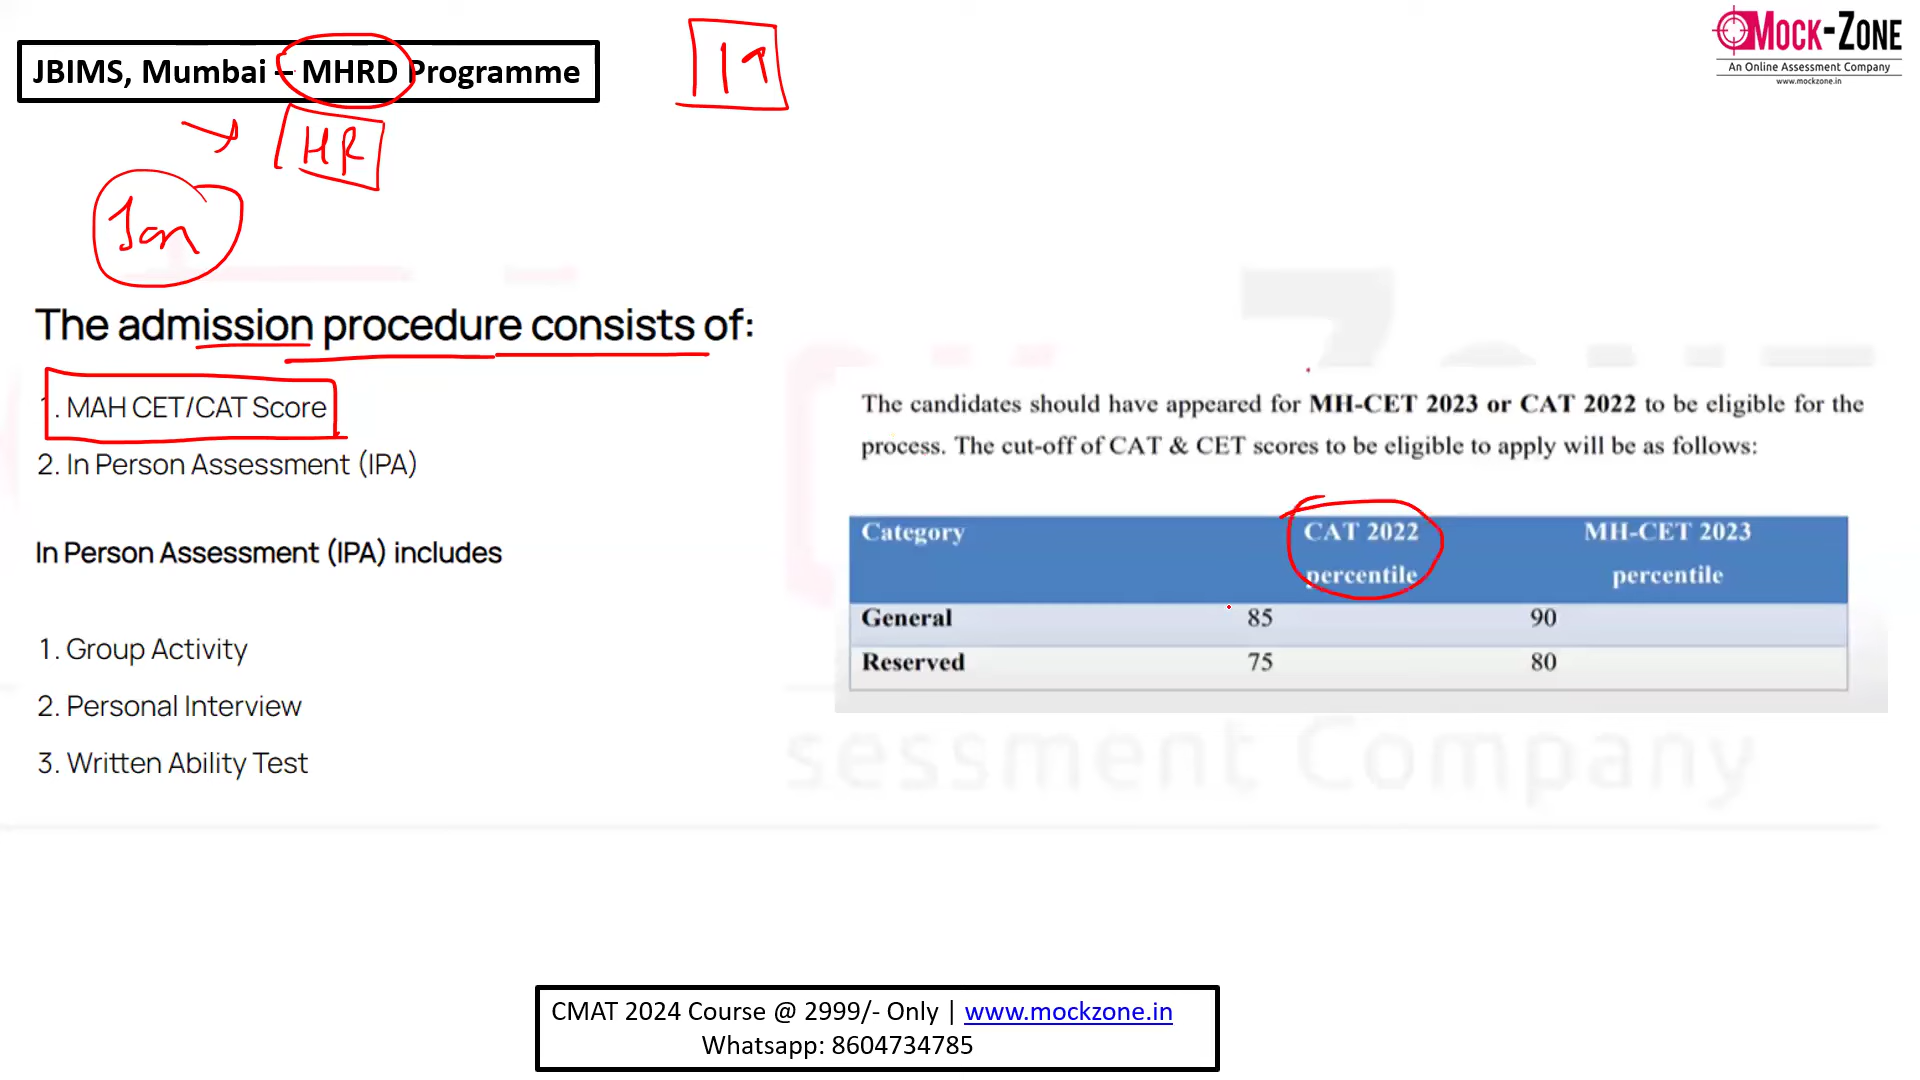 JBIMS, Mumbai – MHRD Programme
MOCK-ZONE
An Online Assessment Company
www.mockzone.in
HR
Jan
The admission procedure consists of:
1. MAH CET/CAT Score
2. In Person Assessment (IPA)
In Person Assessment (IPA) includes
1. Group Activity
2. Personal Interview
3. Written Ability Test
The candidates should have appeared for MH-CET 2023 or CAT 2022 to be eligible for the
process. The cut-off of CAT & CET scores to be eligible to apply will be as follows:
Category CAT 2022 percentile MH-CET 2023 percentile
General 85 90
Reserved 75 80
sessment Company
CMAT 2024 Course @ 2999/- Only | www.mockzone.in
Whatsapp: 8604734785